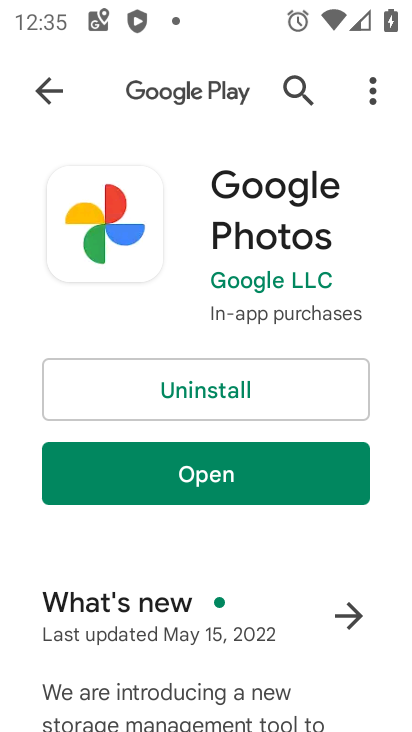 12:35
Google Play
Google
Photos
Google LLC
In-app purchases
Uninstall
Open
What's new
Last updated May 15, 2022
We are introducing a new
storage management tool to